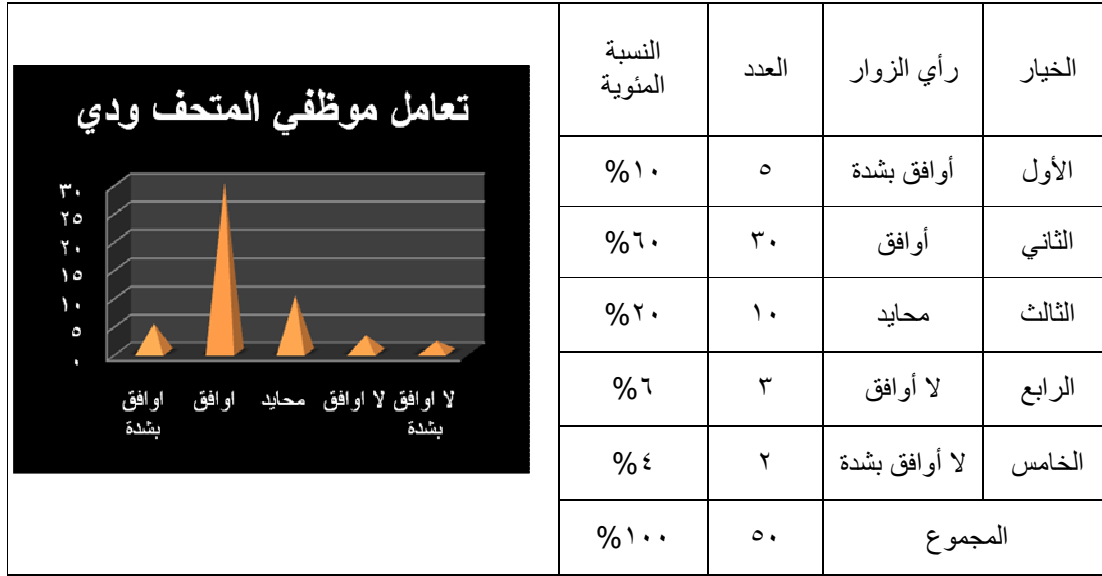 الخيار رأي الزوار العدد النسبة المئوية
الأول أوافق بشدة ٥ %١٠
الثاني أوافق ٣٠ %٦٠
الثالث محايد ١٠ %٢٠
الرابع لا أوافق ٣ %٦
الخامس لا أوافق بشدة ٢ %٤
المجموع ٥٠ %١٠٠
تعامل موظفي المتحف ودي
٣٠
٢٥
٢٠
١٥
١٠
٥
٠
اوافق بشدة
اوافق
محايد
لا اوافق
لا اوافق بشدة